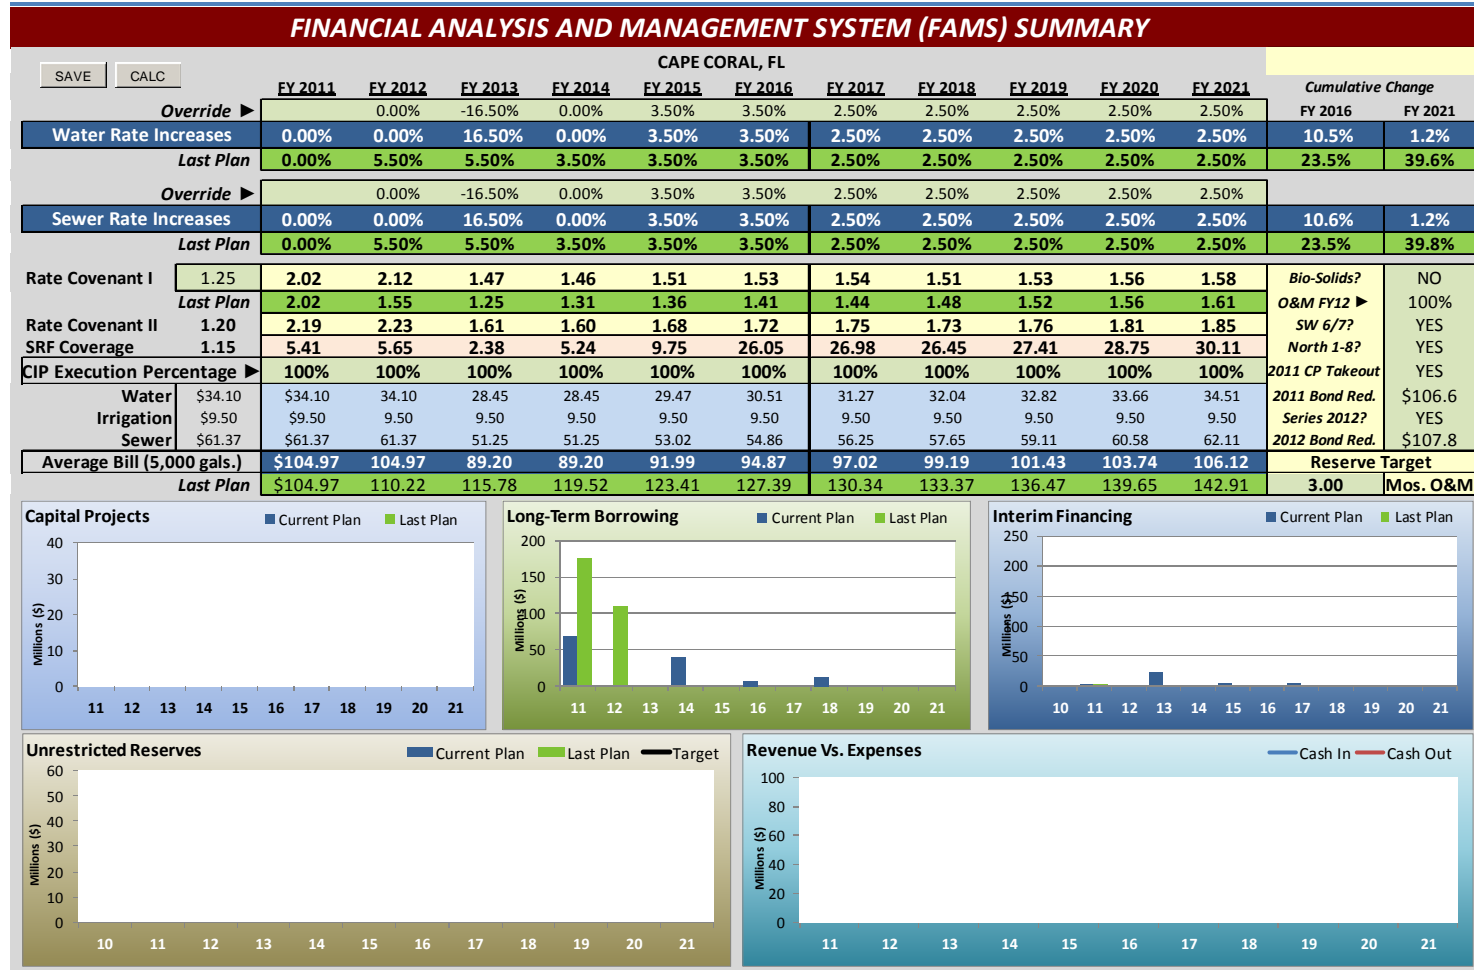 FINANCIAL ANALYSIS AND MANAGEMENT SYSTEM (FAMS) SUMMARY
CAPE CORAL, FL
SAVE CALC
FY 2011 FY 2012 FY 2013 FY 2014 FY 2015 FY 2016 FY 2017 FY 2018 FY 2019 FY 2020 FY 2021 Cumulative Change
Override ► 0.00% -16.50% 0.00% 3.50% 3.50% 2.50% 2.50% 2.50% 2.50% 2.50% FY 2016 FY 2021
Water Rate Increases 0.00% 0.00% 16.50% 0.00% 3.50% 3.50% 2.50% 2.50% 2.50% 2.50% 2.50% 10.5% 1.2%
Last Plan 0.00% 5.50% 5.50% 3.50% 3.50% 3.50% 2.50% 2.50% 2.50% 2.50% 2.50% 23.5% 39.6%
Override ► 0.00% -16.50% 0.00% 3.50% 3.50% 2.50% 2.50% 2.50% 2.50% 2.50%
Sewer Rate Increases 0.00% 0.00% 16.50% 0.00% 3.50% 3.50% 2.50% 2.50% 2.50% 2.50% 2.50% 10.6% 1.2%
Last Plan 0.00% 5.50% 5.50% 3.50% 3.50% 3.50% 2.50% 2.50% 2.50% 2.50% 2.50% 23.5% 39.8%
Rate Covenant I 1.25 2.02 2.12 1.47 1.46 1.51 1.53 1.54 1.51 1.53 1.56 1.58 Bio-Solids? NO
Last Plan 2.02 1.55 1.25 1.31 1.36 1.41 1.44 1.48 1.52 1.56 1.61 O&M FY12 ► 100%
Rate Covenant II 1.20 2.19 2.23 1.61 1.60 1.68 1.72 1.75 1.73 1.76 1.81 1.85 SW 6/7? YES
SRF Coverage 1.15 5.41 5.65 2.38 5.24 9.75 26.05 26.98 26.45 27.41 28.75 30.11 North 1-8? YES
CIP Execution Percentage ► 100% 100% 100% 100% 100% 100% 100% 100% 100% 100% 100% 2011 CP Takeout YES
Water $34.10 $34.10 34.10 28.45 28.45 29.47 30.51 31.27 32.04 32.82 33.66 34.51 2011 Bond Red. $106.6
Irrigation $9.50 $9.50 9.50 9.50 9.50 9.50 9.50 9.50 9.50 9.50 9.50 9.50 Series 2012? YES
Sewer $61.37 $61.37 61.37 51.25 51.25 53.02 54.86 56.25 57.65 59.11 60.58 62.11 2012 Bond Red. $107.8
Average Bill (5,000 gals.) $104.97 104.97 89.20 89.20 91.99 94.87 97.02 99.19 101.43 103.74 106.12 Reserve Target
Last Plan $104.97 110.22 115.78 119.52 123.41 127.39 130.34 133.37 136.47 139.65 142.91 3.00 Mos. O&M
Capital Projects Current Plan Last Plan
Millions ($)
40
30
20
10
0
11 12 13 14 15 16 17 18 19 20 21
Long-Term Borrowing Current Plan Last Plan
Millions ($)
200
150
100
50
0
11 12 13 14 15 16 17 18 19 20 21
Interim Financing Current Plan Last Plan
Millions ($)
250
200
150
100
50
0
10 11 12 13 14 15 16 17 18 19 20 21
Unrestricted Reserves Current Plan Last Plan Target
Millions ($)
60
50
40
30
20
10
0
10 11 12 13 14 15 16 17 18 19 20 21
Revenue Vs. Expenses Cash In Cash Out
Millions ($)
100
80
60
40
20
0
11 12 13 14 15 16 17 18 19 20 21